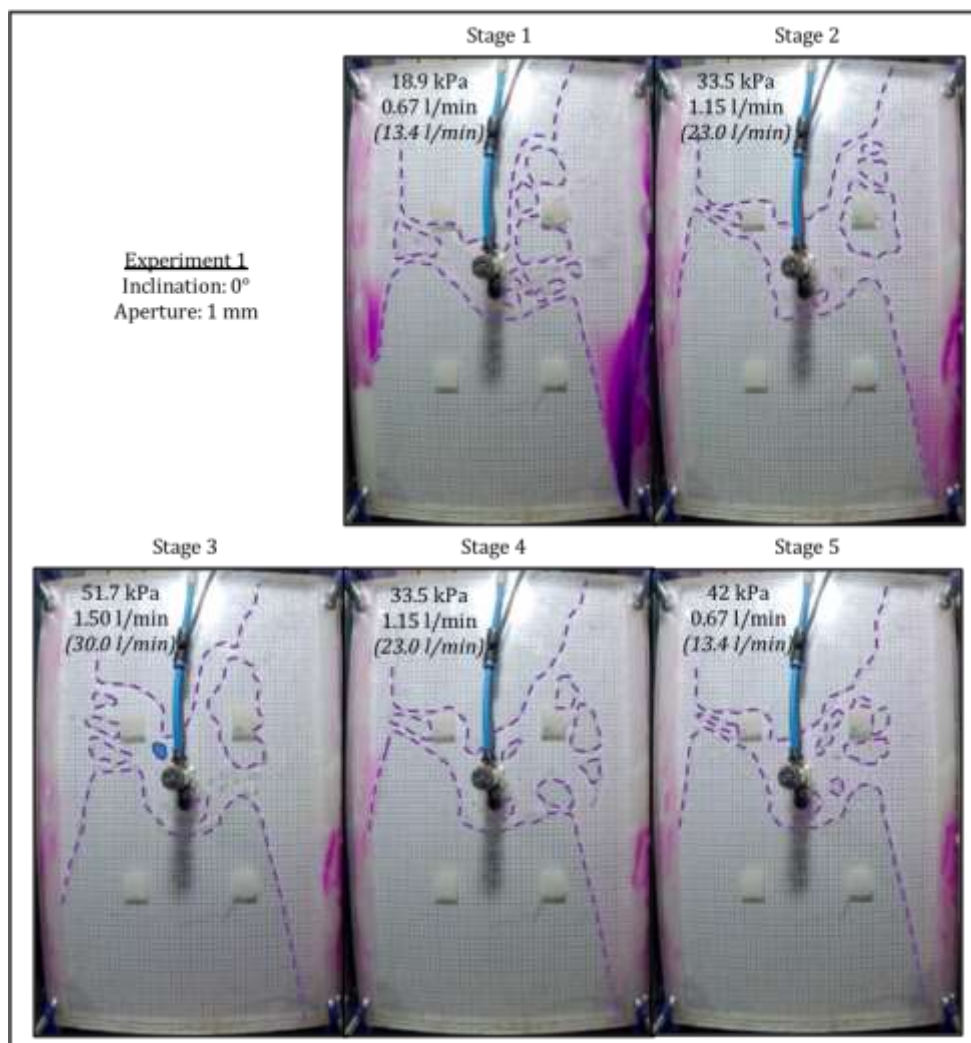 Stage 1
Stage 2
18.9 kPa
0.67 l/min
(13.4 l/min)
33.5 kPa
1.15 l/min
(23.0 l/min)
Experiment 1
Inclination: 0°
Aperture: 1 mm
Stage 3
Stage 4
Stage 5
51.7 kPa
1.50 l/min
(30.0 l/min)
33.5 kPa
1.15 l/min
(23.0 l/min)
42 kPa
0.67 l/min
(13.4 l/min)